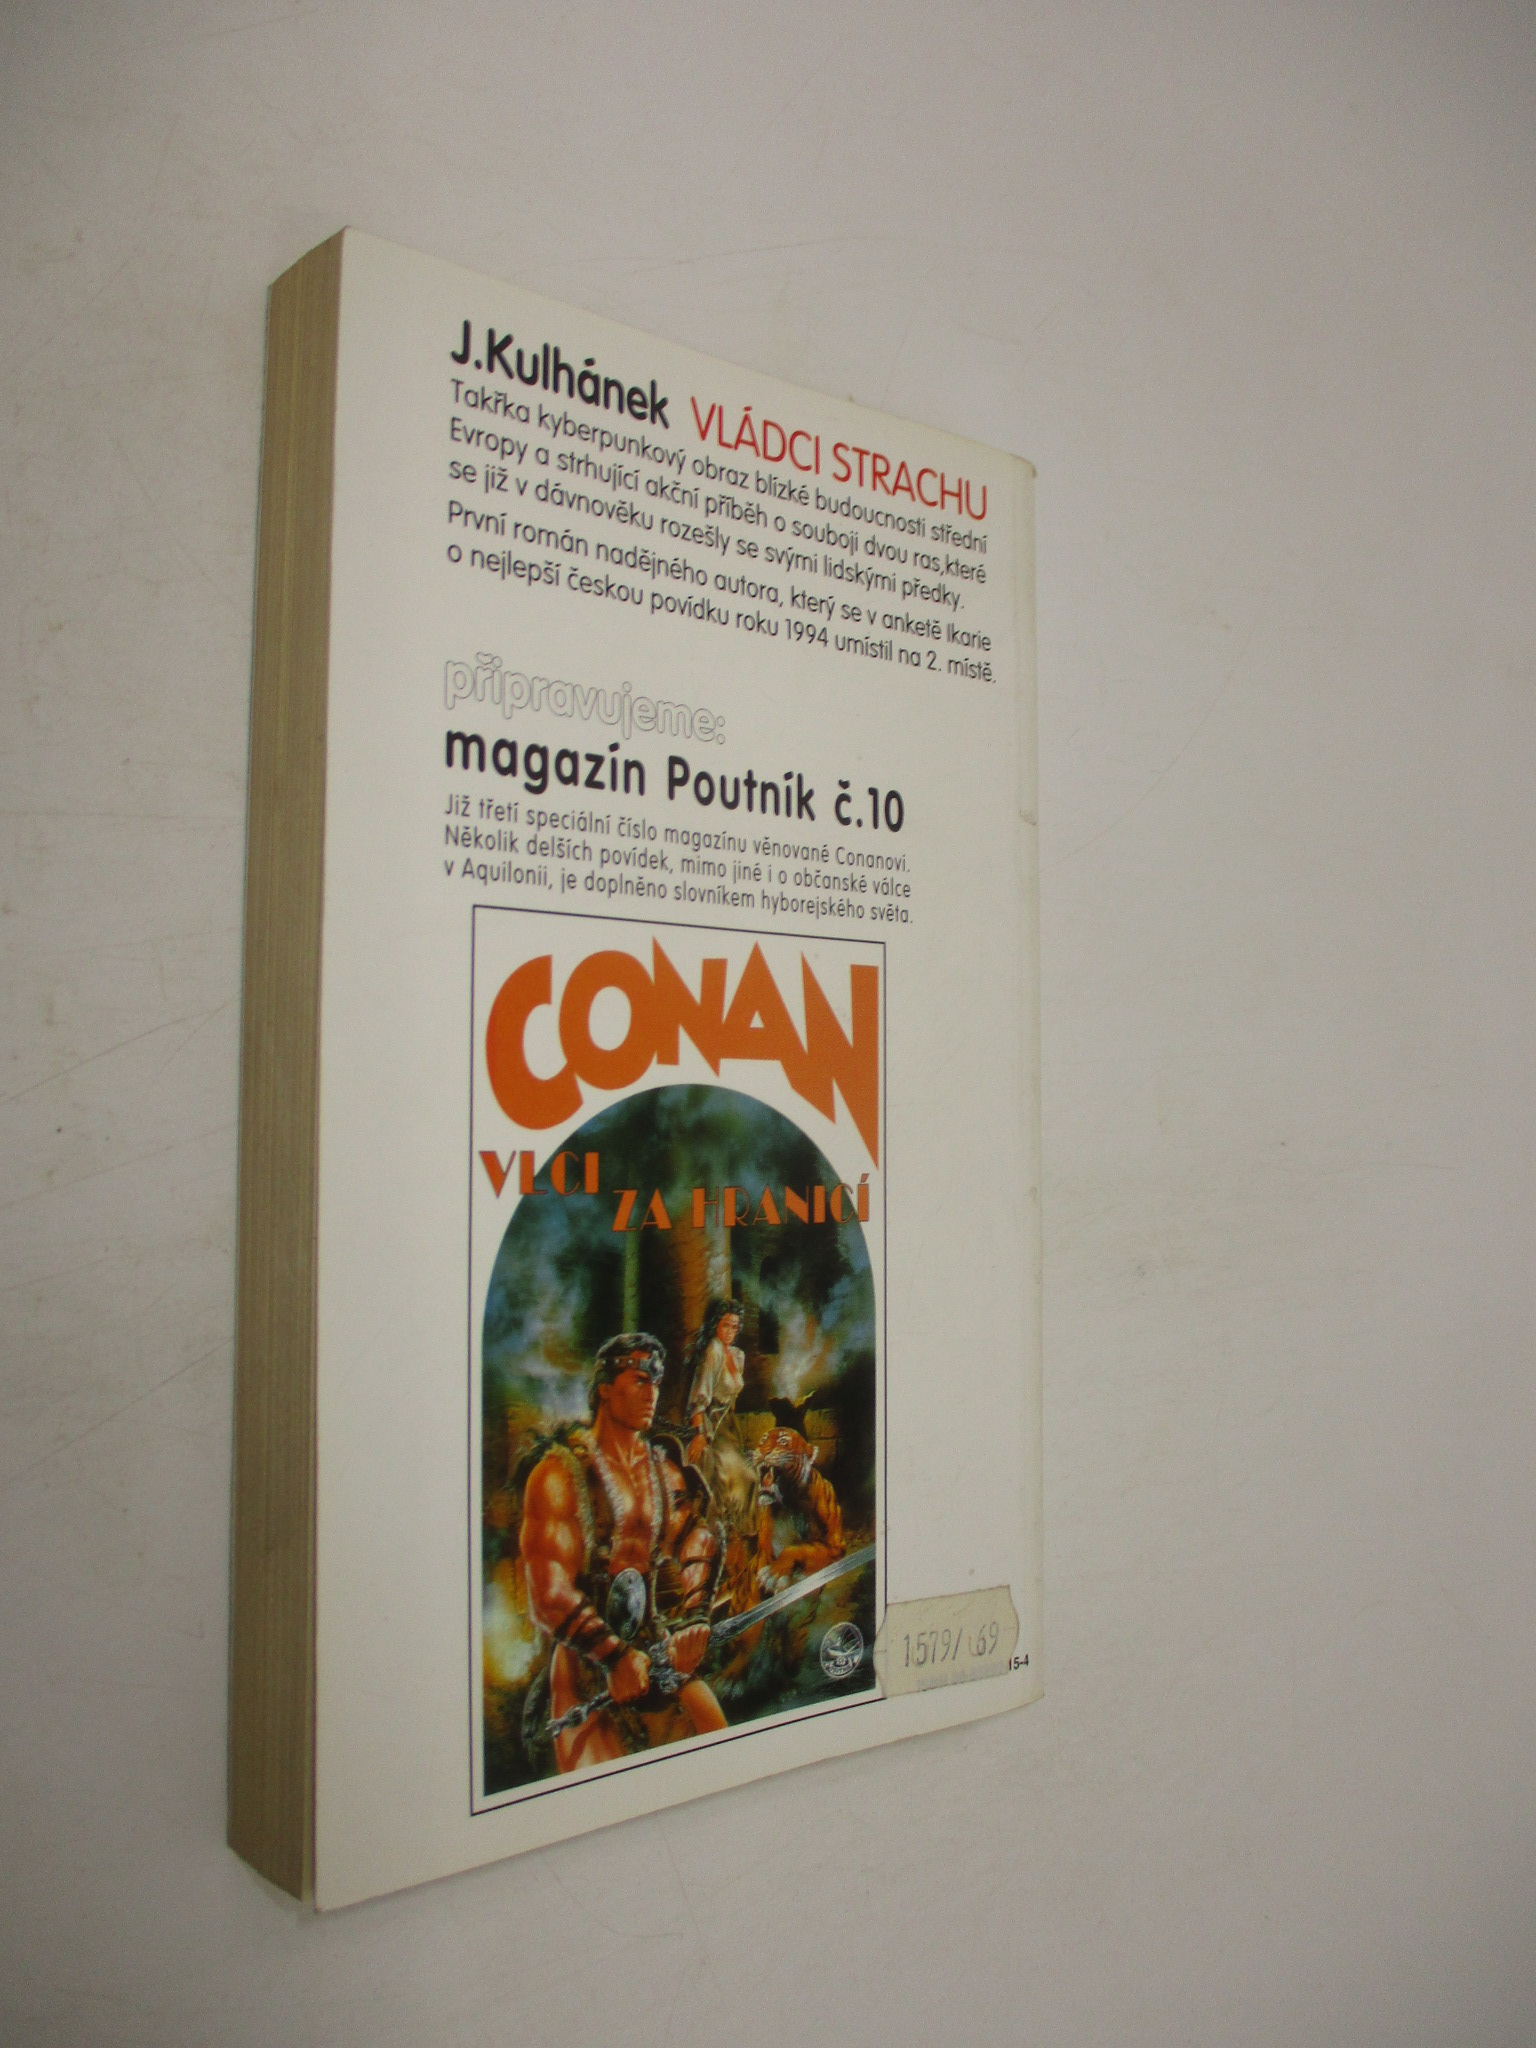 J.Kulhánek VLÁDCI STRACHU
Takřka kyberpunkový obraz blízké budoucnosti střední
Evropy a strhující akční příběh o souboji dvou ras,které
se již v dávnověku rozešly se svými lidskými předky.
První román nadějného autora, který se v anketě Ikarie
o nejlepší českou povídku roku 1994 umístil na 2. místě.
připravujeme:
magazín Poutník č.10
Již třetí speciální číslo magazínu věnované Conanovi.
Několik delších povídek, mimo jiné i o občanské válce
v Aquilonii, je doplněno slovníkem hyborejského světa.
CONAN
VLCI
ZA HRANICÍ
1579/ 69
15-4